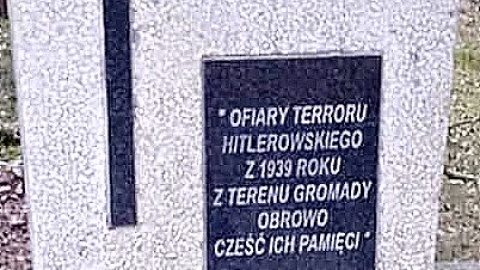 " OFIARY TERRORU
HITLEROWSKIEGO
Z 1939 ROKU
Z TERENU GROMADY
OBROWO
CZEŚĆ ICH PAMIĘCI "